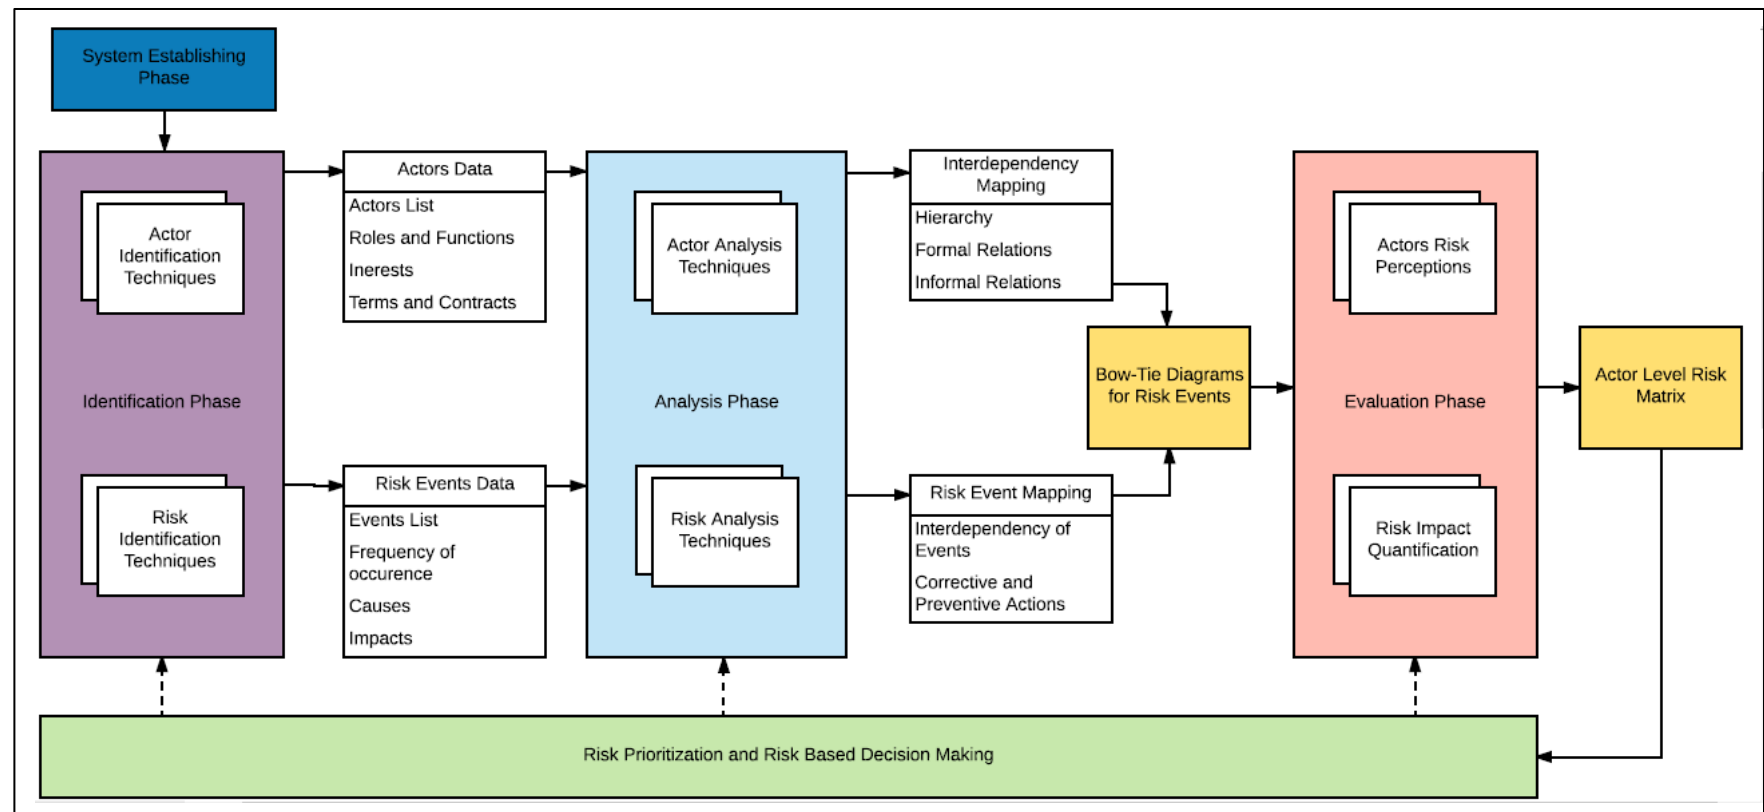 System Establishing
Phase
Actor
Identification
Techniques
Identification Phase
Risk
Identification
Techniques
Actors Data
Actors List
Roles and Functions
Inerests
Terms and Contracts
Risk Events Data
Events List
Frequency of
occurence
Causes
Impacts
Actor Analysis
Techniques
Analysis Phase
Risk Analysis
Techniques
Interdependency
Mapping
Hierarchy
Formal Relations
Informal Relations
Risk Event Mapping
Interdependency of
Events
Corrective and
Preventive Actions
Bow-Tie Diagrams
for Risk Events
Actors Risk
Perceptions
Evaluation Phase
Risk Impact
Quantification
Actor Level Risk
Matrix
Risk Prioritization and Risk Based Decision Making